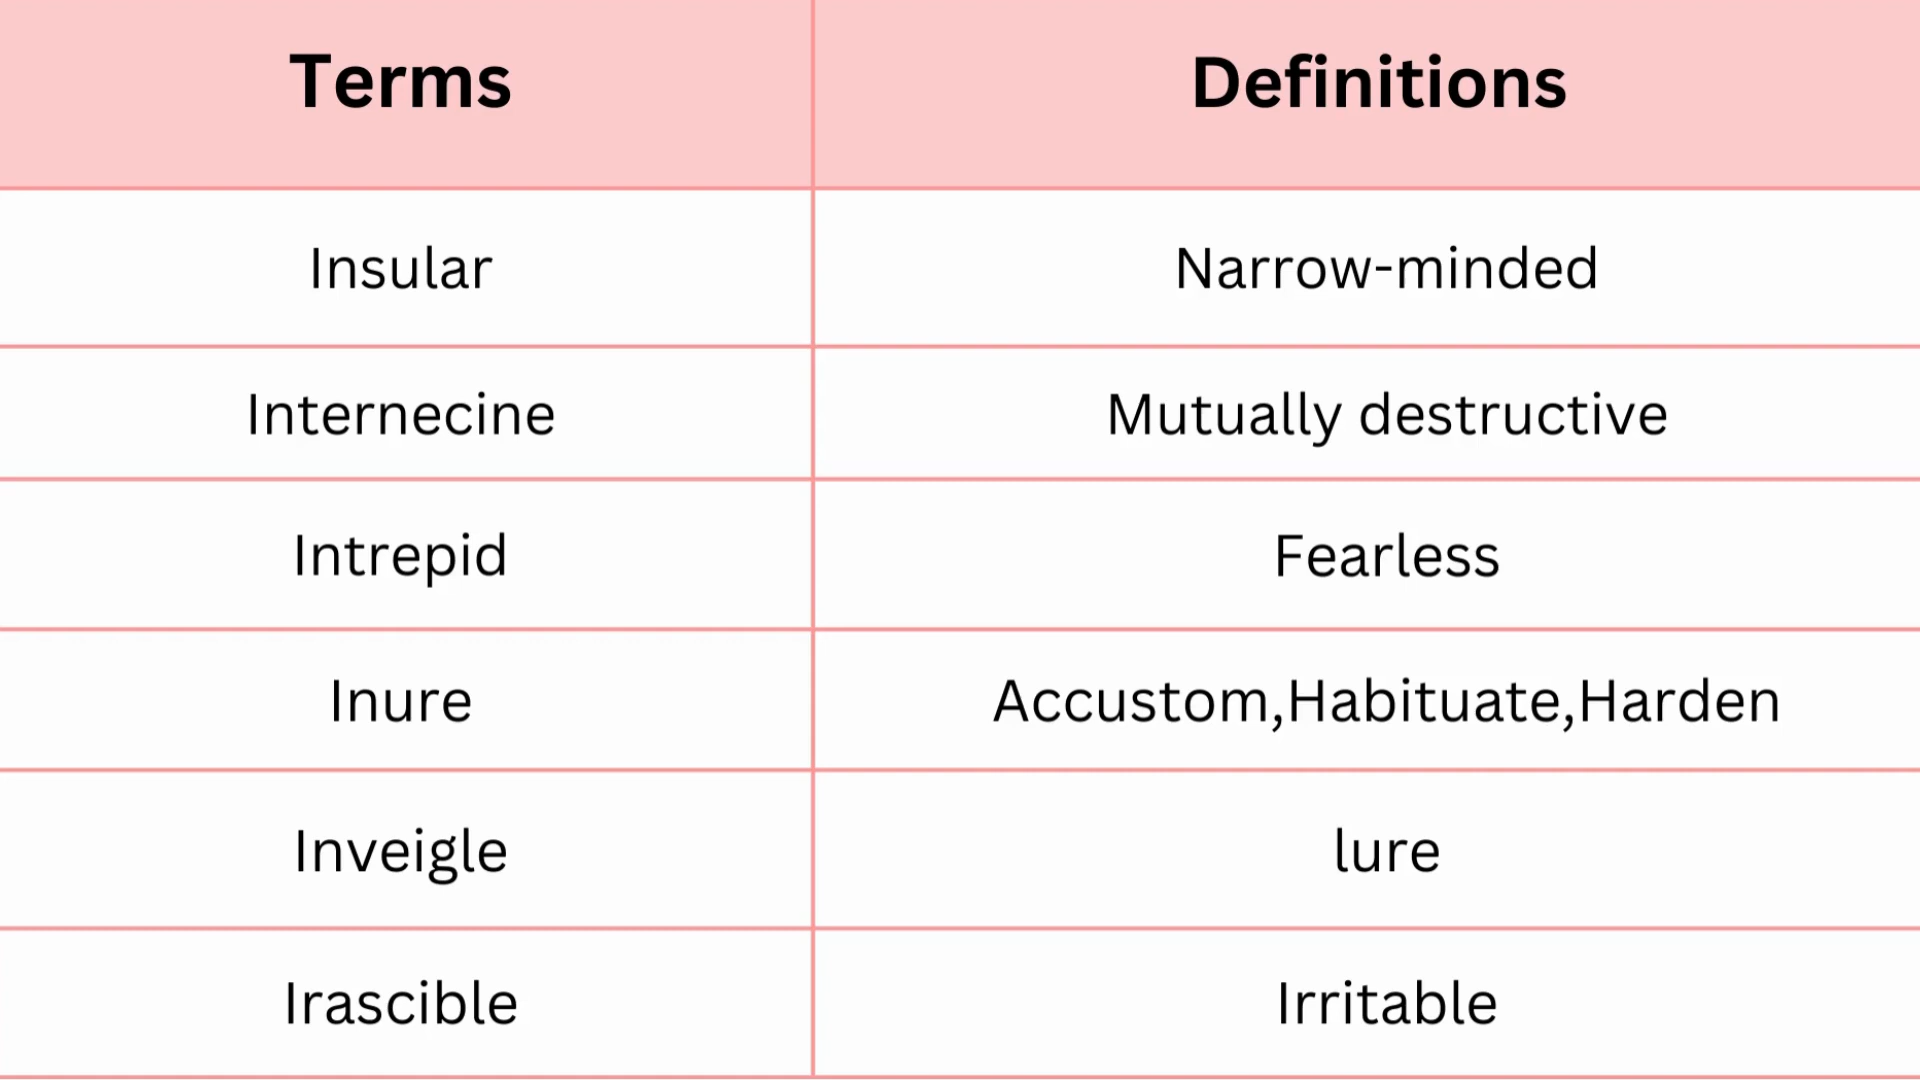 Terms Definitions
Insular Narrow-minded
Internecine Mutually destructive
Intrepid Fearless
Inure Accustom,Habituate,Harden
Inveigle lure
Irascible Irritable